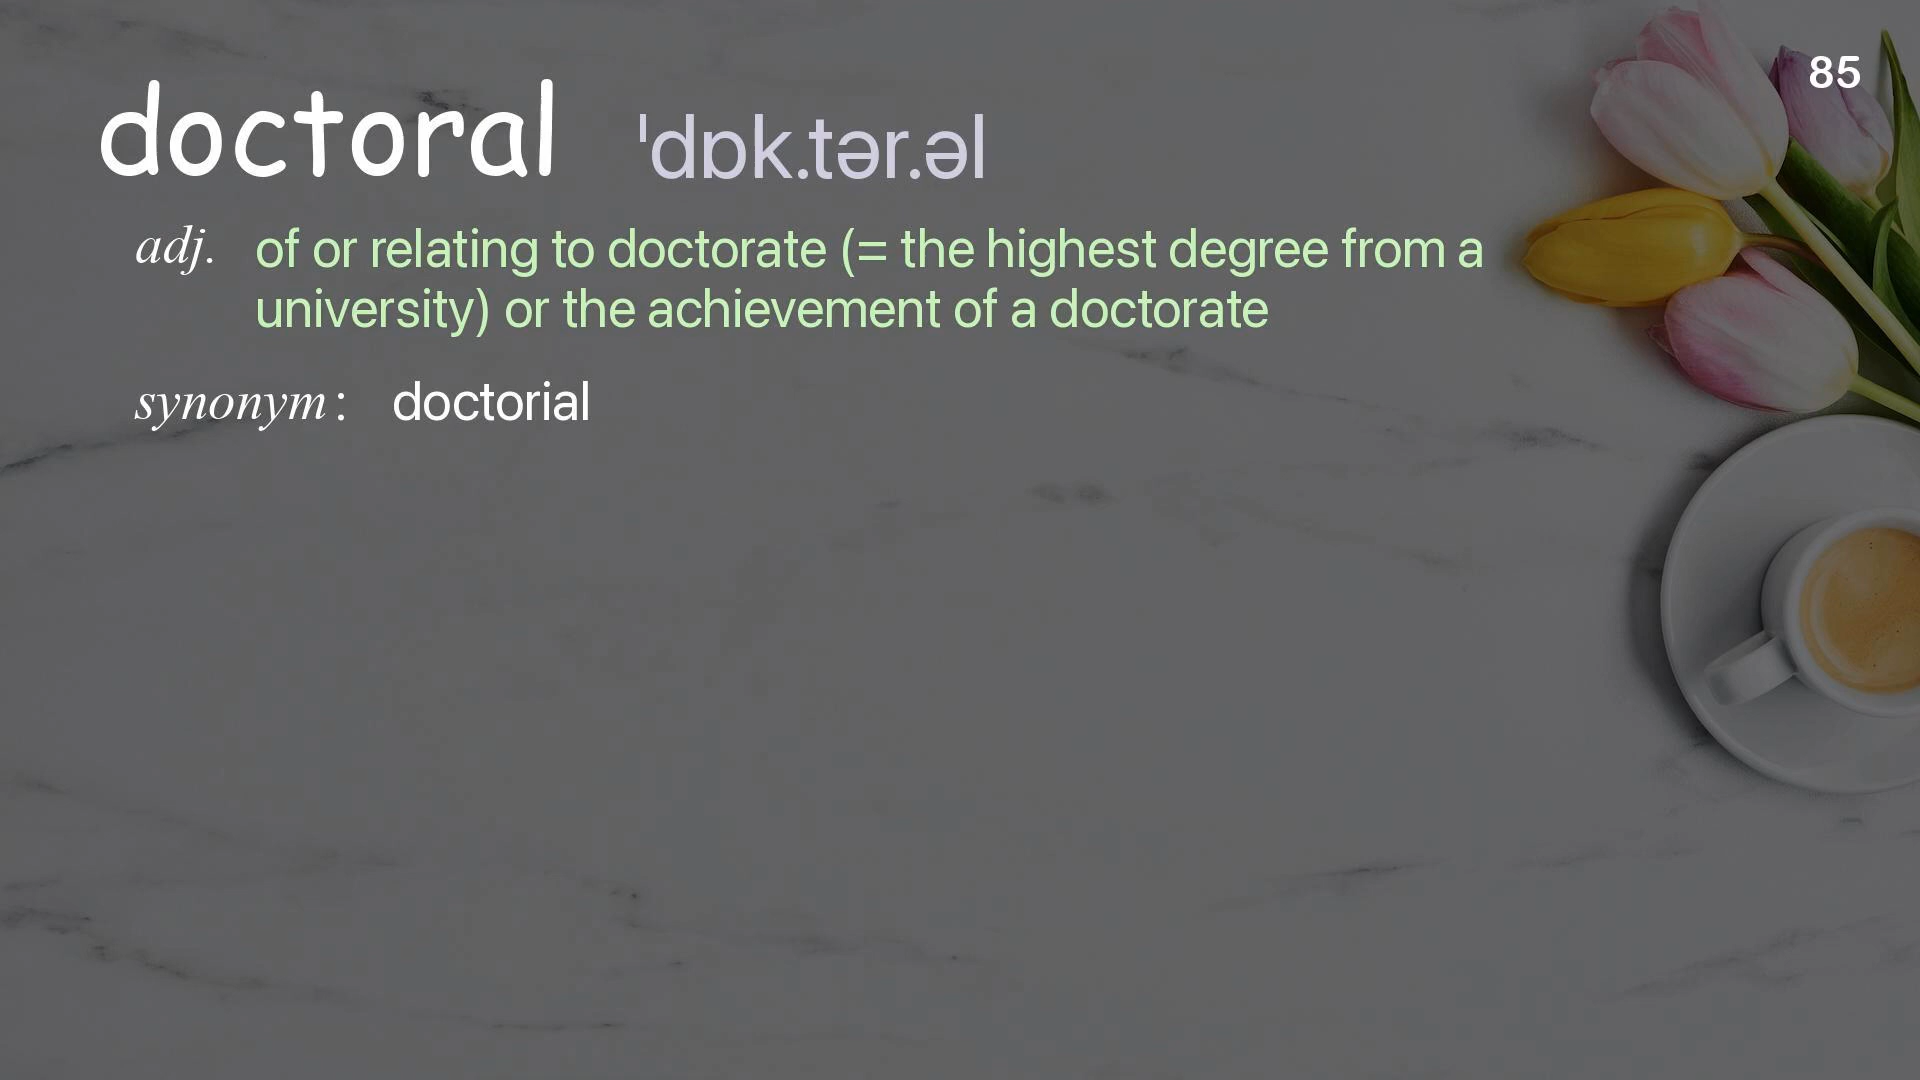 85
doctoral ˈdɒk.tər.əl
adj. of or relating to doctorate (= the highest degree from a
university) or the achievement of a doctorate
synonym: doctorial